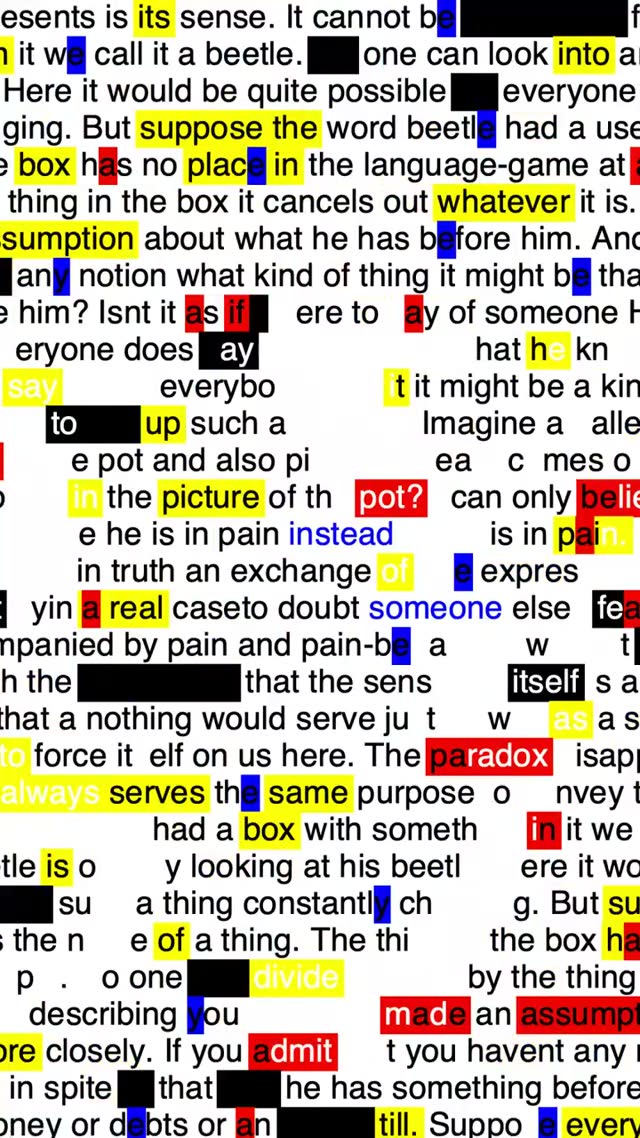 esents is its sense. It cannot be f
n it we call it a beetle. one can look into a
Here it would be quite possible everyone
ging. But suppose the word beetle had a use
e box has no place in the language-game at a
thing in the box it cancels out whatever it is.
ssumption about what he has before him. And
any notion what kind of thing it might be tha
e him? Isnt it as if ere to ay of someone H
eryone does ay hat he kn
say everybo it it might be a kin
to up such a Imagine a alle
e pot and also pi ea c mes o
in the picture of th pot? can only belie
e he is in pain instead is in pain.
in truth an exchange of e expres
yin a real caseto doubt someone else fea
mpanied by pain and pain-be a w t
h the that the sens itself s a
that a nothing would serve ju t w as a s
to force it elf on us here. The paradox isapp
always serves the same purpose o nvey t
had a box with someth in it we
etle is o y looking at his beetl ere it wo
su a thing constantly ch g. But su
s the n e of a thing. The thi the box ha
p . o one divide by the thing
describing you made an assumpt
ore closely. If you admit t you havent any n
in spite that he has something before
oney or debts or an till. Suppo e every